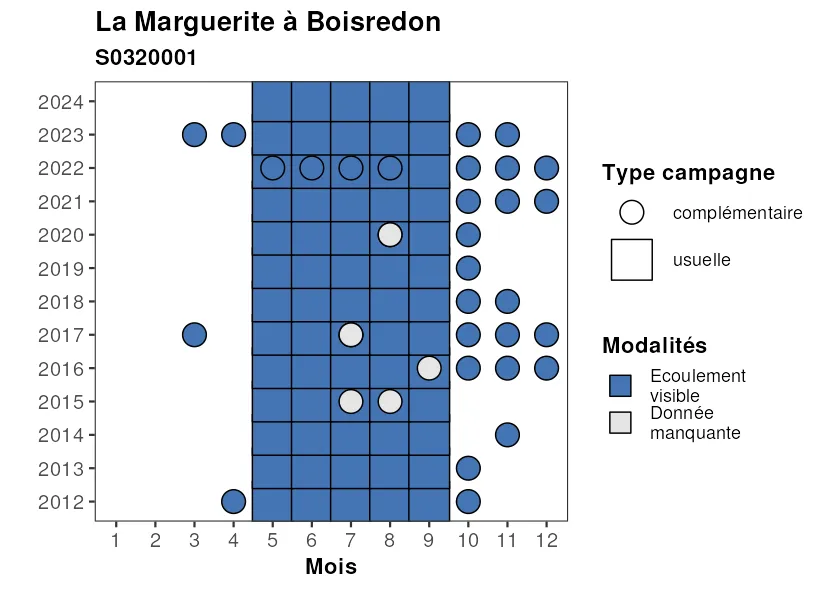 La Marguerite à Boisredon
S0320001
2024
2023
2022
2021
2020
2019
2018
2017
2016
2015
2014
2013
2012
1 2 3 4 5 6 7 8 9 10 11 12
Mois
Type campagne
complémentaire
usuelle
Modalités
Ecoulement
visible
Donnée
manquante